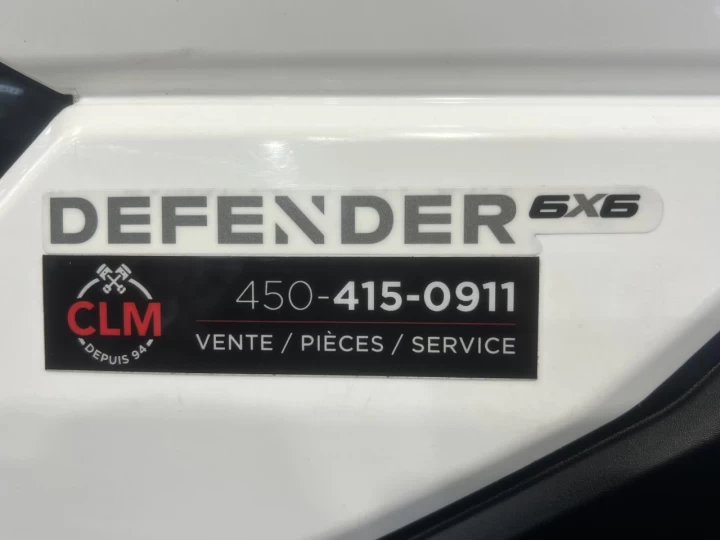 DEFENDER 6X6
CLM
DEPUIS 94
450-415-0911
VENTE / PIÈCES / SERVICE